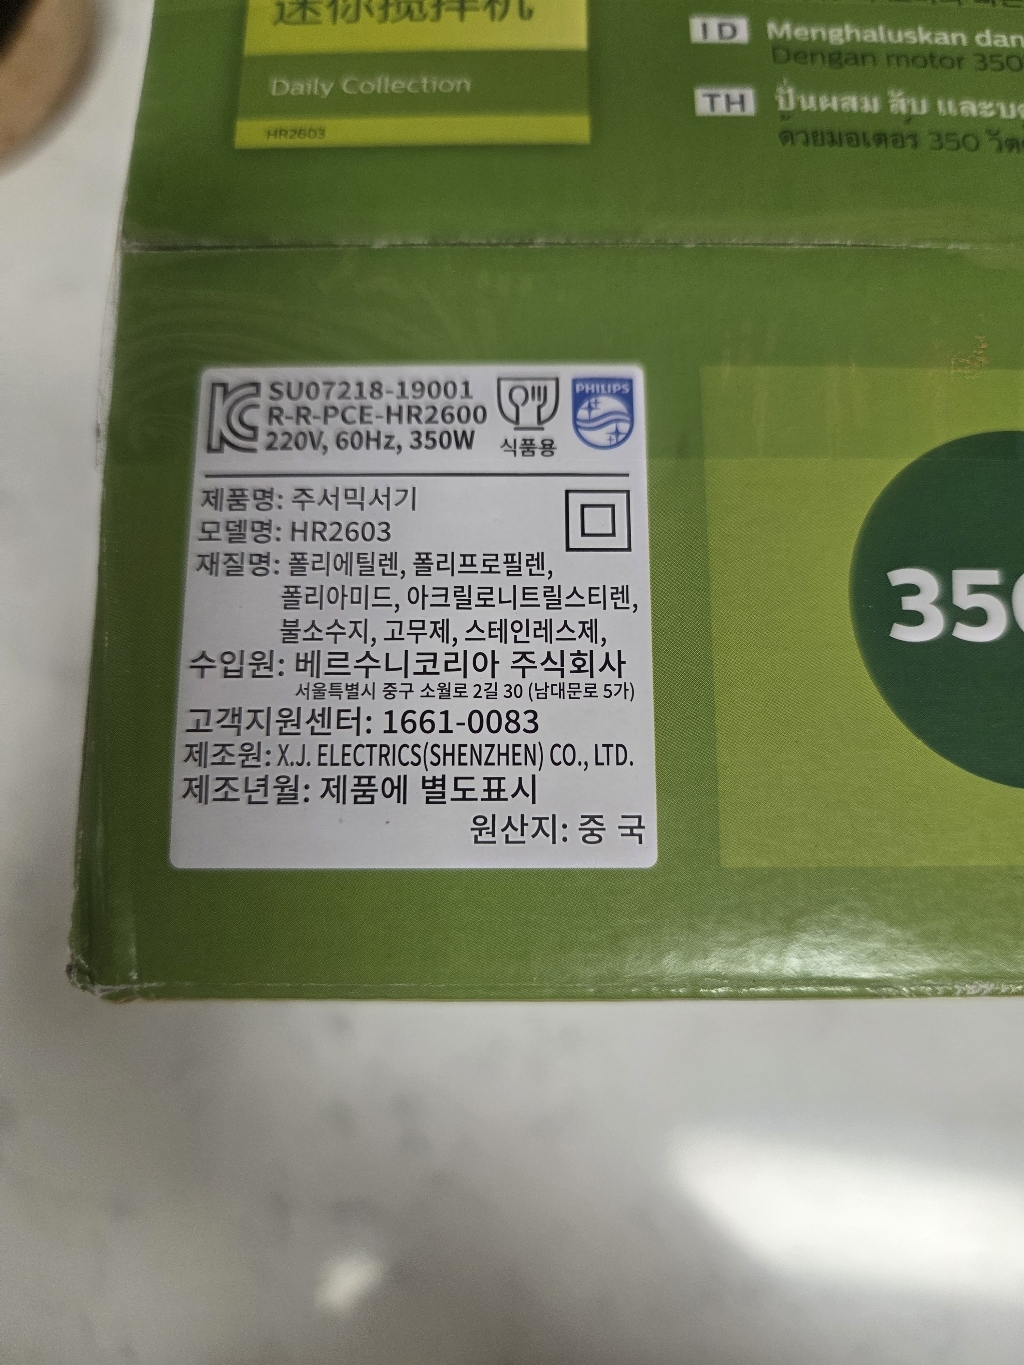 迷你搅拌机
Daily Collection
HR2603
ID Menghaluskan dan
Dengan motor 350
TH ปั่นผสม สับ และบด
ด้วยมอเตอร์ 350 วัตต์
SU07218-19001
R-R-PCE-HR2600
220V, 60Hz, 350W
식품용
PHILIPS
제품명: 주서믹서기
모델명: HR2603
재질명: 폴리에틸렌, 폴리프로필렌,
폴리아미드, 아크릴로니트릴스티렌,
불소수지, 고무제, 스테인레스제,
수입원: 베르수니코리아 주식회사
서울특별시 중구 소월로 2길 30 (남대문로 5가)
고객지원센터: 1661-0083
제조원: X.J. ELECTRICS(SHENZHEN) CO., LTD.
제조년월: 제품에 별도표시
원산지: 중 국
350